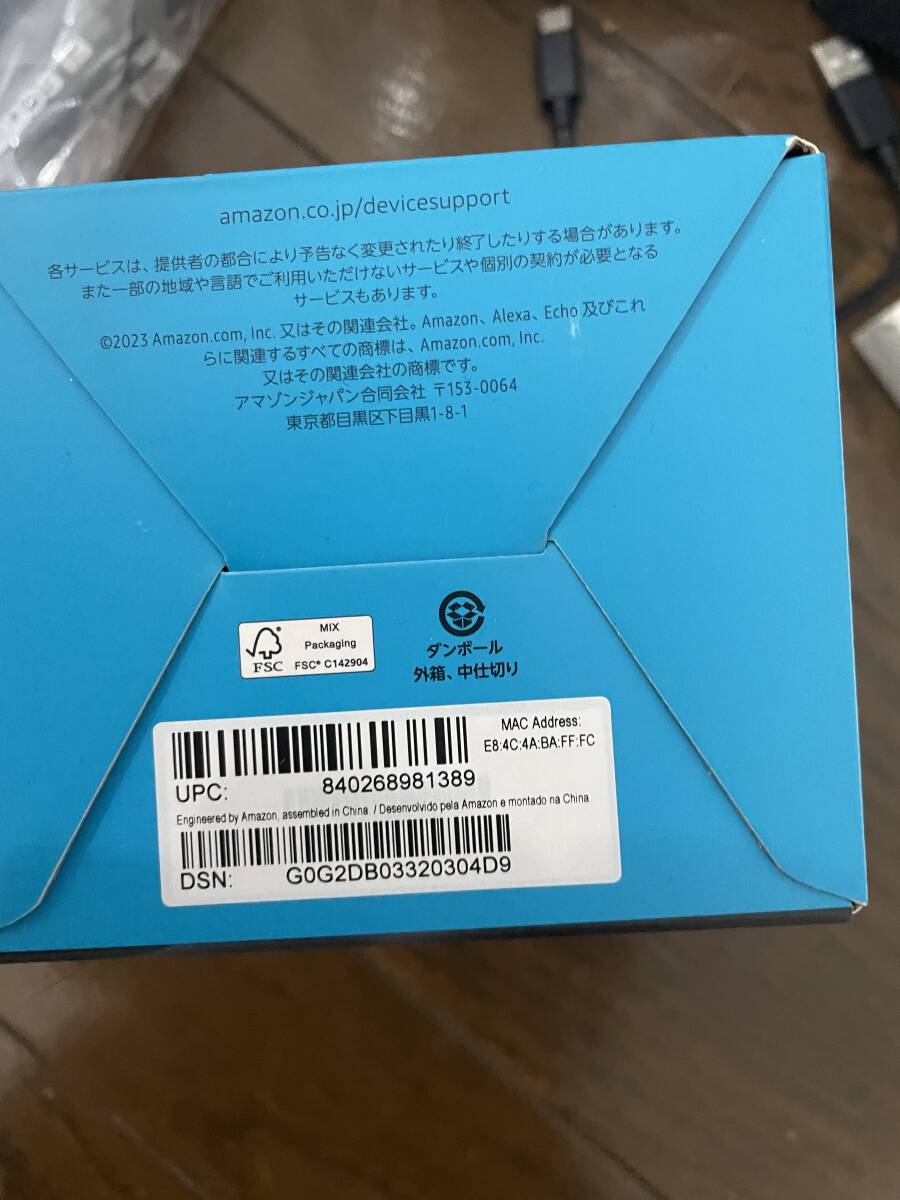 amazon.co.jp/devicesupport
各サービスは、提供者の都合により予告なく変更されたり終了したりする場合があります。
また一部の地域や言語でご利用いただけないサービスや個別の契約が必要となる
サービスもあります。
©2023 Amazon.com, Inc. 又はその関連会社。Amazon、Alexa、Echo 及びこれ
らに関連するすべての商標は、Amazon.com, Inc.
又はその関連会社の商標です。
アマゾンジャパン合同会社 〒153-0064
東京都目黒区下目黒1-8-1
FSC
MIX
Packaging
FSC® C142904
ダンボール
外箱、中仕切り
MAC Address:
E8:4C:4A:BA:FF:FC
UPC: 840268981389
Engineered by Amazon, assembled in China. / Desenvolvido pela Amazon e montado na China
DSN: G0G2DB03320304D9